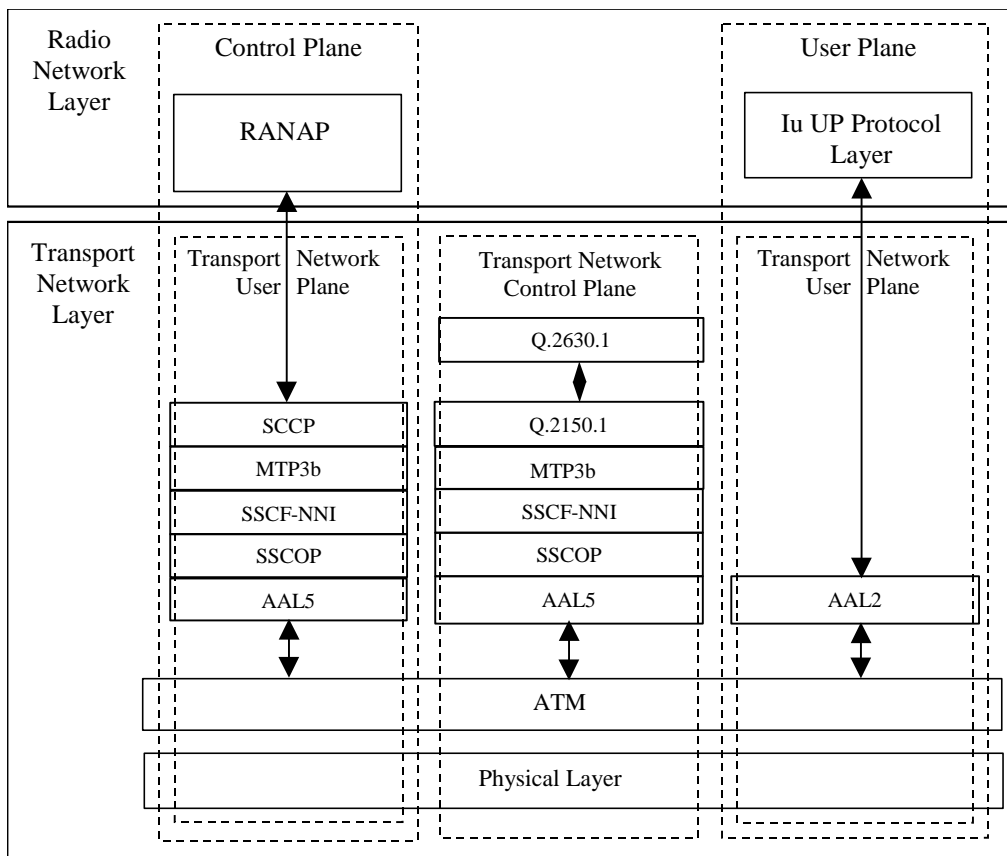 Radio
Network
Layer
Control Plane
User Plane
RANAP
Iu UP Protocol
Layer
Transport
Network
Layer
Transport Network
User Plane
Transport Network
Control Plane
Transport Network
User Plane
Q.2630.1
SCCP
MTP3b
SSCF-NNI
SSCOP
AAL5
Q.2150.1
MTP3b
SSCF-NNI
SSCOP
AAL5
AAL2
ATM
Physical Layer